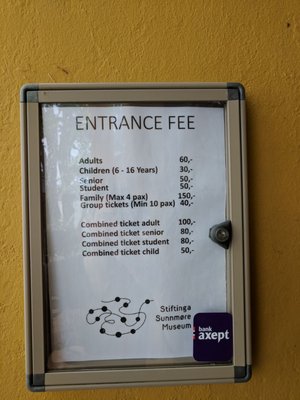 ENTRANCE FEE
Adults 60,-
Children (6 - 16 Years) 30,-
Senior 50,-
Student 50,-
Family (Max 4 pax) 150,-
Group tickets (Min 10 pax) 40,-
Combined ticket adult 100,-
Combined ticket senior 80,-
Combined ticket student 80,-
Combined ticket child 50,-
Stiftinga
Sunnmøre
Museum
bank
axept